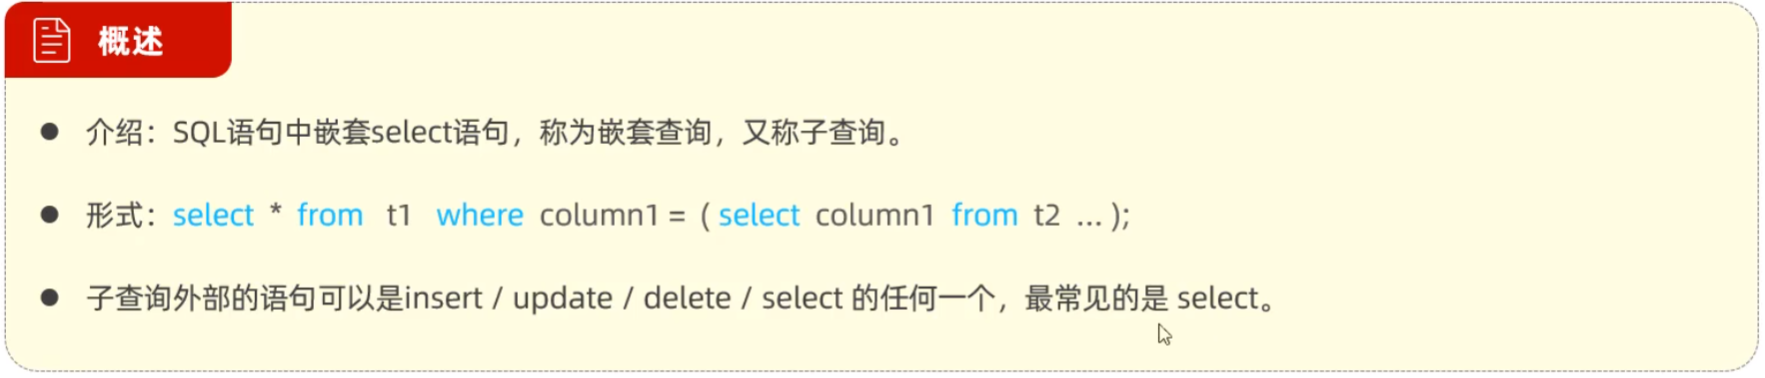 概述
介绍：SQL语句中嵌套select语句，称为嵌套查询，又称子查询。
形式：select * from t1 where column1 = ( select column1 from t2 ... );
子查询外部的语句可以是insert / update / delete / select 的任何一个，最常见的是 select。